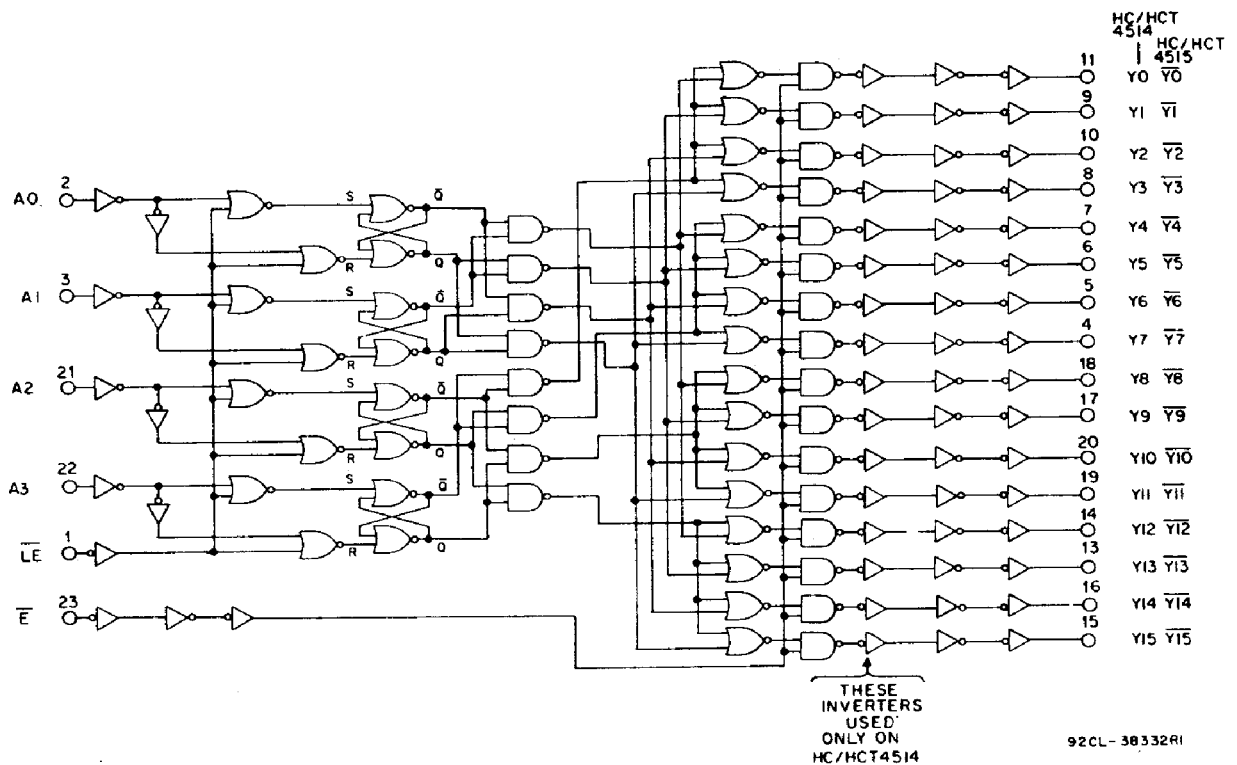 HC/HCT
4514
HC/HCT
4515
11 Y0 Y0
9 Y1 Y1
10 Y2 Y2
8 Y3 Y3
7 Y4 Y4
6 Y5 Y5
5 Y6 Y6
4 Y7 Y7
18 Y8 Y8
17 Y9 Y9
20 Y10 Y10
19 Y11 Y11
14 Y12 Y12
13 Y13 Y13
16 Y14 Y14
15 Y15 Y15
A0 2 S Q̄
R Q
A1 3 S Q̄
R Q
A2 21 S Q̄
R Q
A3 22 S Q̄
R Q
LE 1
E 23
THESE
INVERTERS
USED
ONLY ON
HC/HCT4514
92CL-38332R1